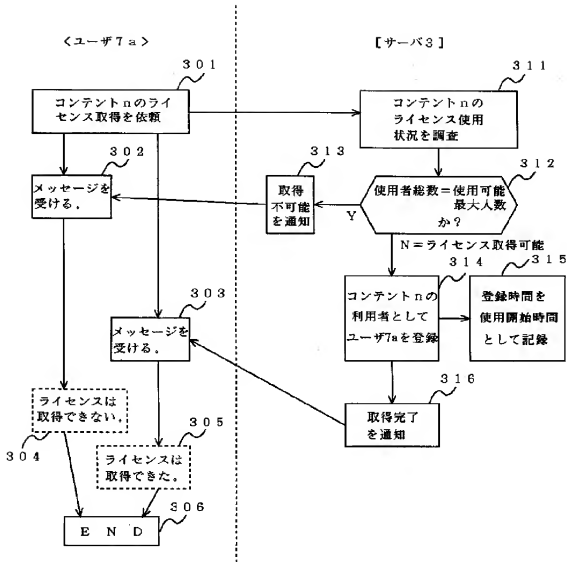 ＜ユーザ7a＞
［サーバ3］
301
コンテントnのライ
センス取得を依頼
311
コンテントnの
ライセンス使用
状況を調査
302
メッセージを
受ける。
313
取得
不可能
を通知
312
使用者総数＝使用可能
最大人数
か？
Y
N＝ライセンス取得可能
314
コンテントnの
利用者として
ユーザ7aを登録
315
登録時間を
使用開始時間
として記録
303
メッセージを
受ける。
316
取得完了
を通知
ライセンスは
取得できない。
304
305
ライセンスは
取得できた。
306
END